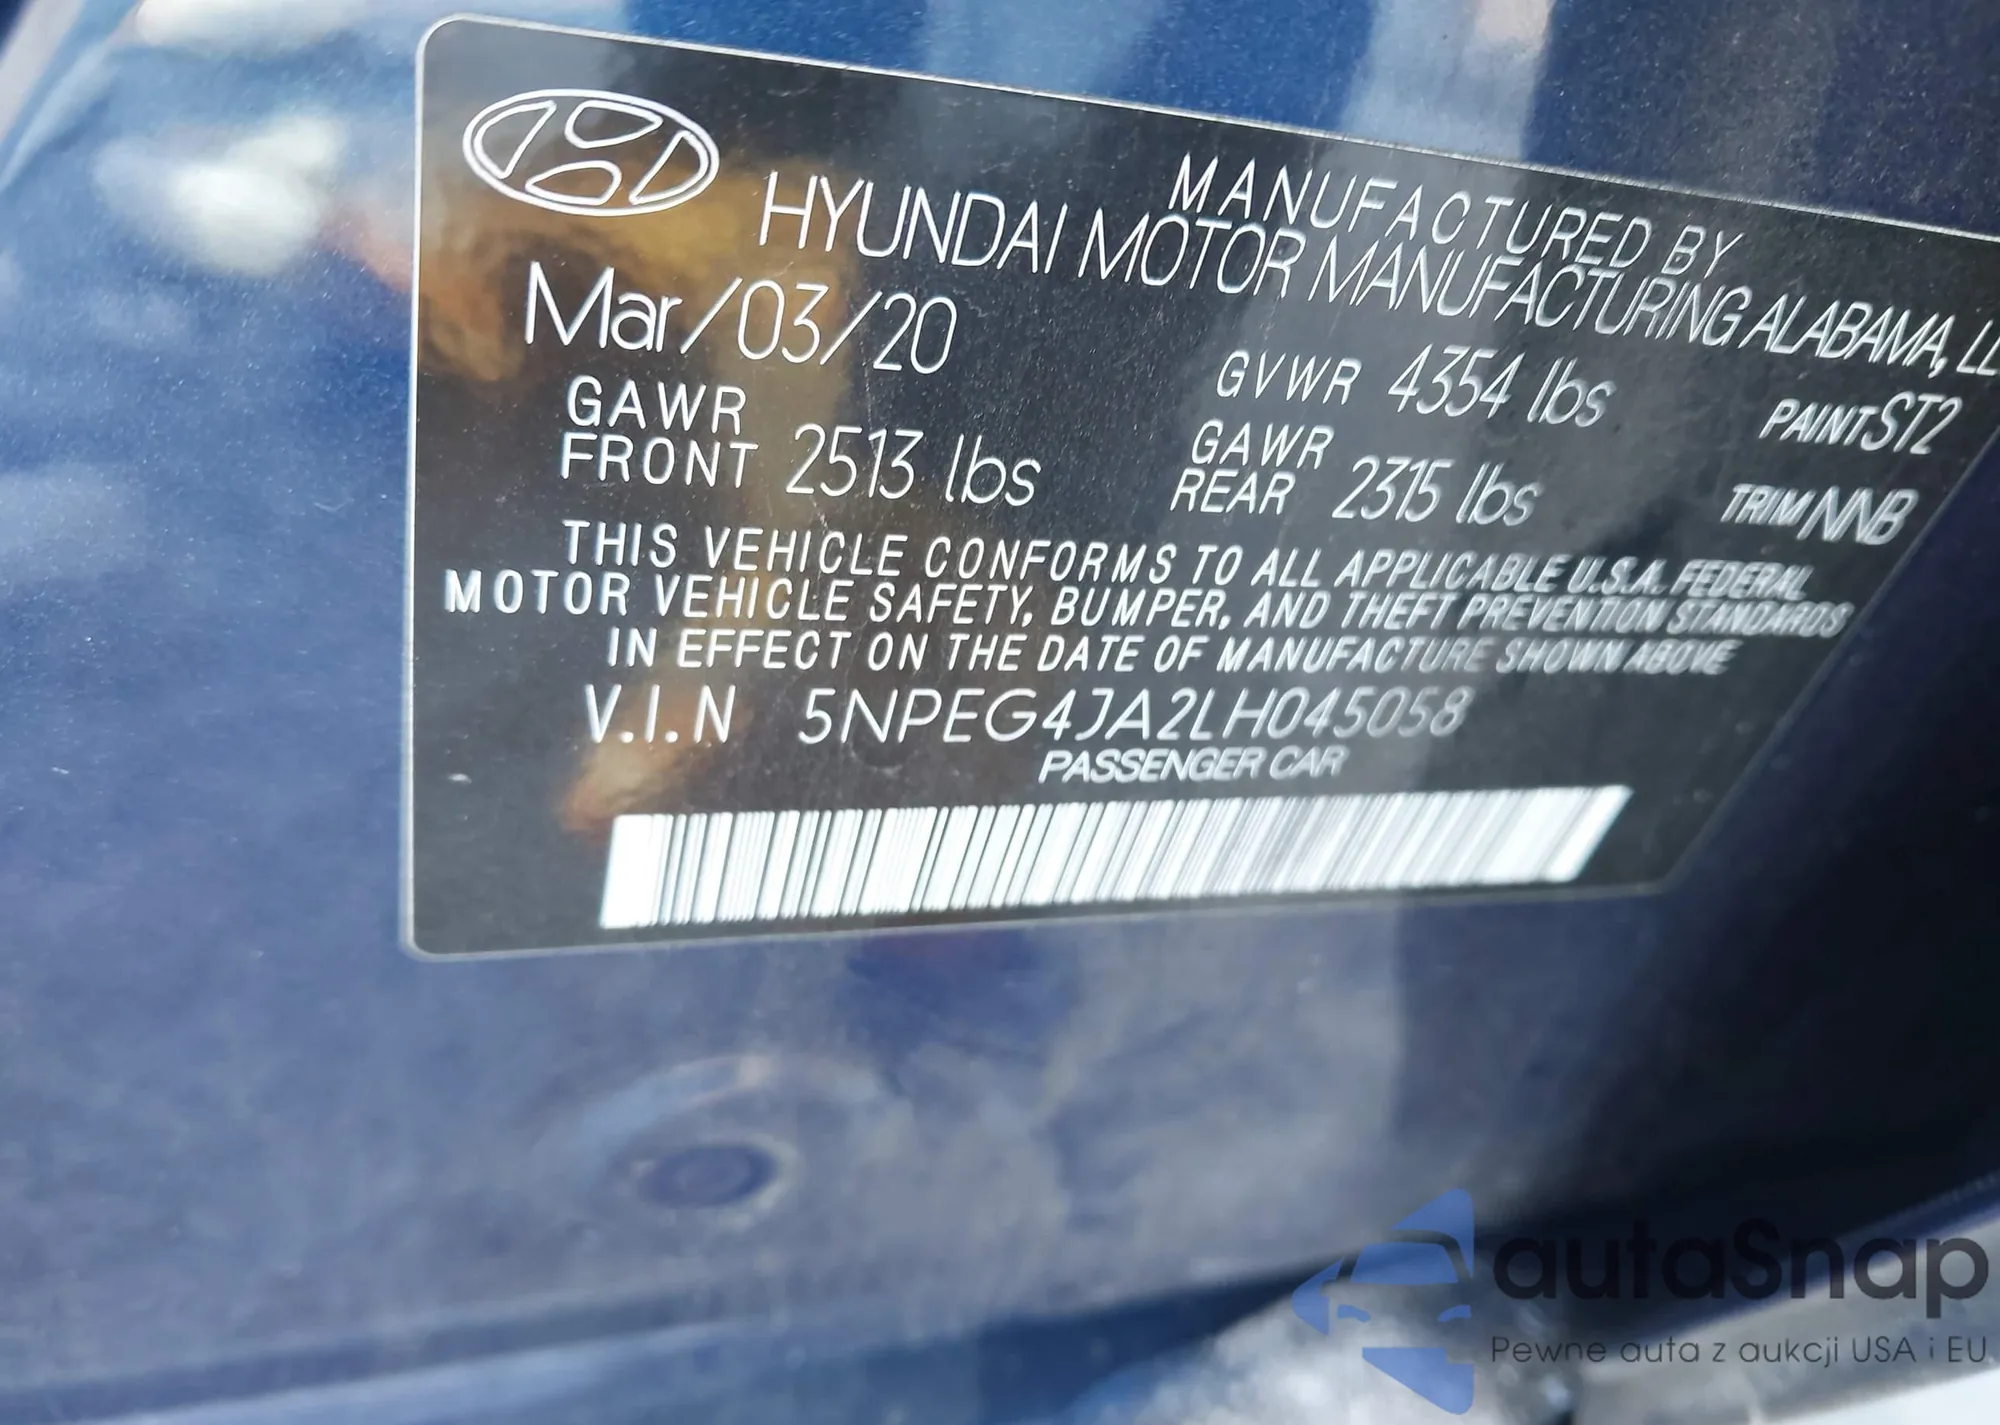 MANUFACTURED BY
HYUNDAI MOTOR MANUFACTURING ALABAMA, LL
Mar/03/20
GVWR 4354 lbs
PAINT ST2
GAWR
FRONT 2513 lbs
GAWR
REAR 2315 lbs
TRIM NNB
THIS VEHICLE CONFORMS TO ALL APPLICABLE U.S.A. FEDERAL
MOTOR VEHICLE SAFETY, BUMPER, AND THEFT PREVENTION STANDARDS
IN EFFECT ON THE DATE OF MANUFACTURE SHOWN ABOVE
V.I.N 5NPEG4JA2LH045058
PASSENGER CAR
autaSnap
Pewne auta z aukcji USA i EU